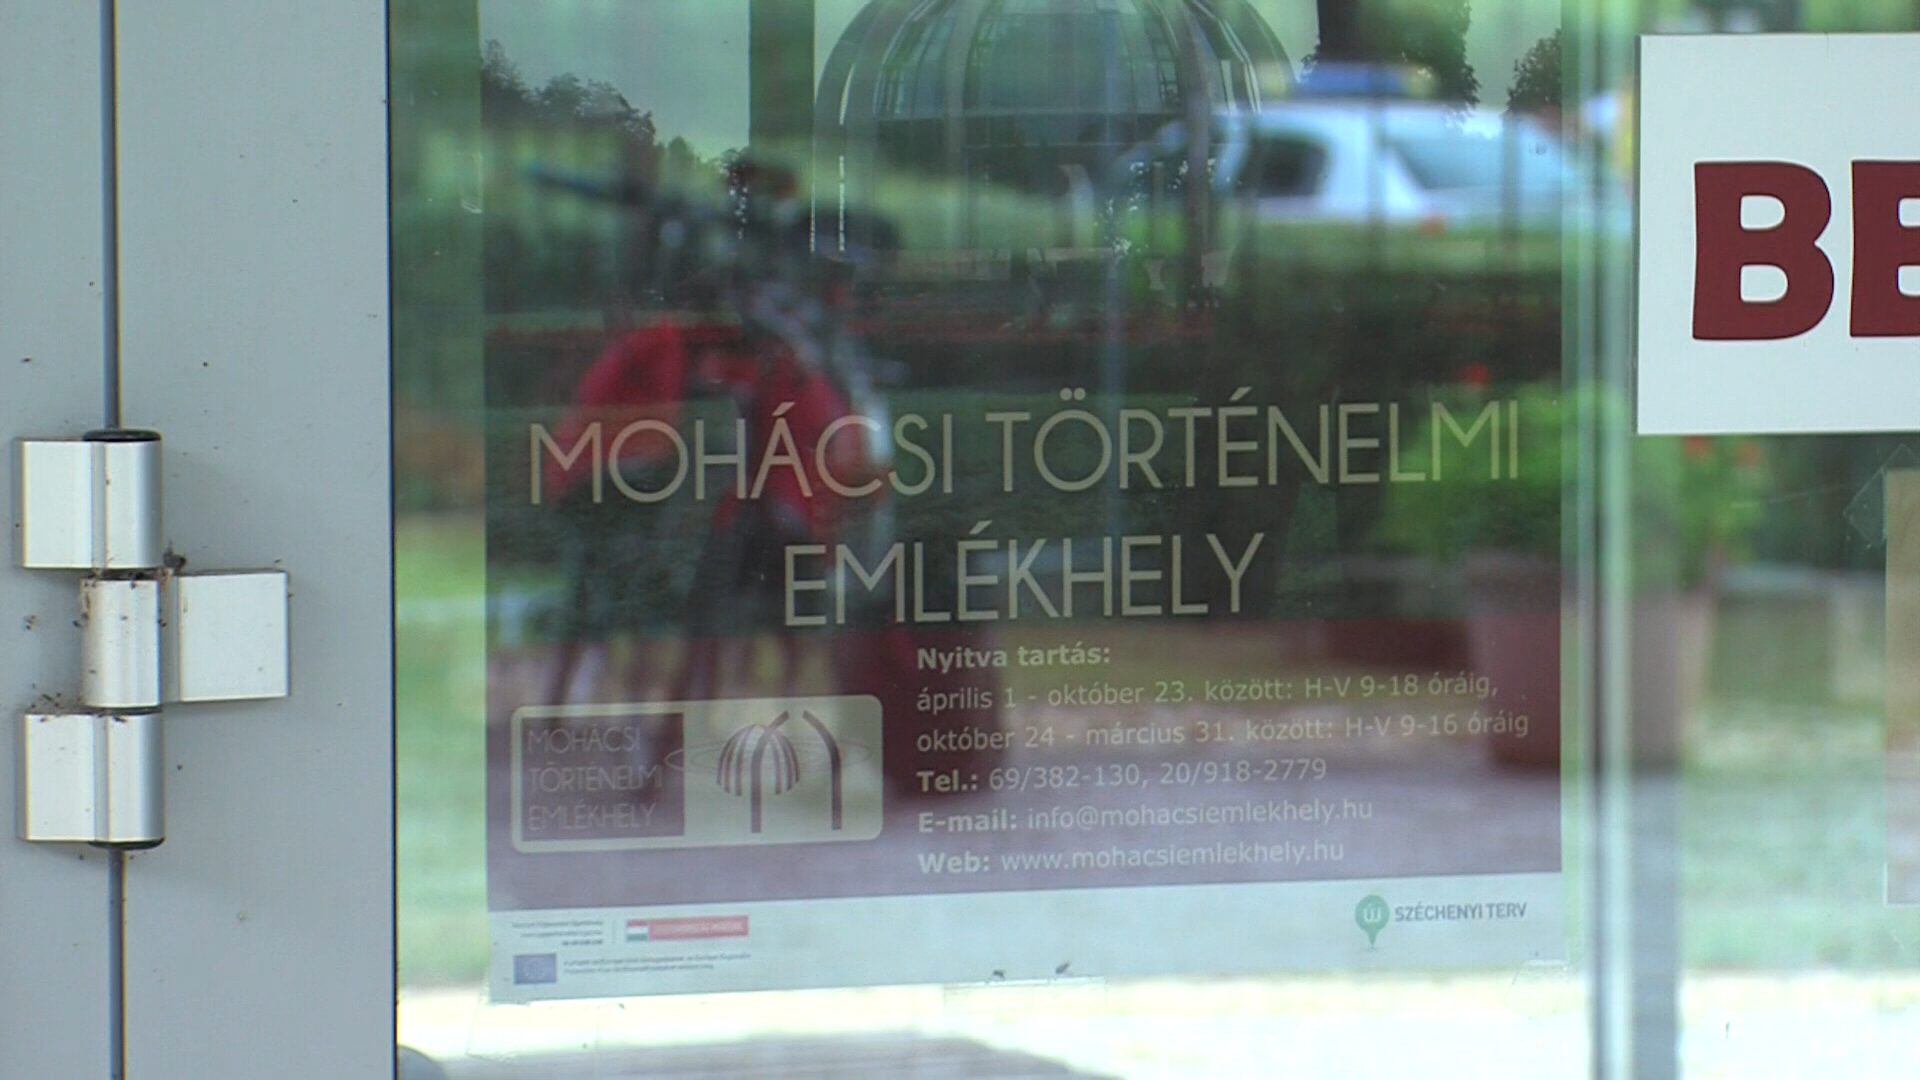 BE
MOHÁCSI TÖRTÉNELMI
EMLÉKHELY
Nyitva tartás:
április 1 - október 23. között: H-V 9-18 óráig,
október 24 - március 31. között: H-V 9-16 óráig
Tel.: 69/382-130, 20/918-2779
E-mail: info@mohacsiemlekhely.hu
Web: www.mohacsiemlekhely.hu
MOHÁCSI
TÖRTÉNELMI
EMLÉKHELY
ÚJ SZÉCHENYI TERV